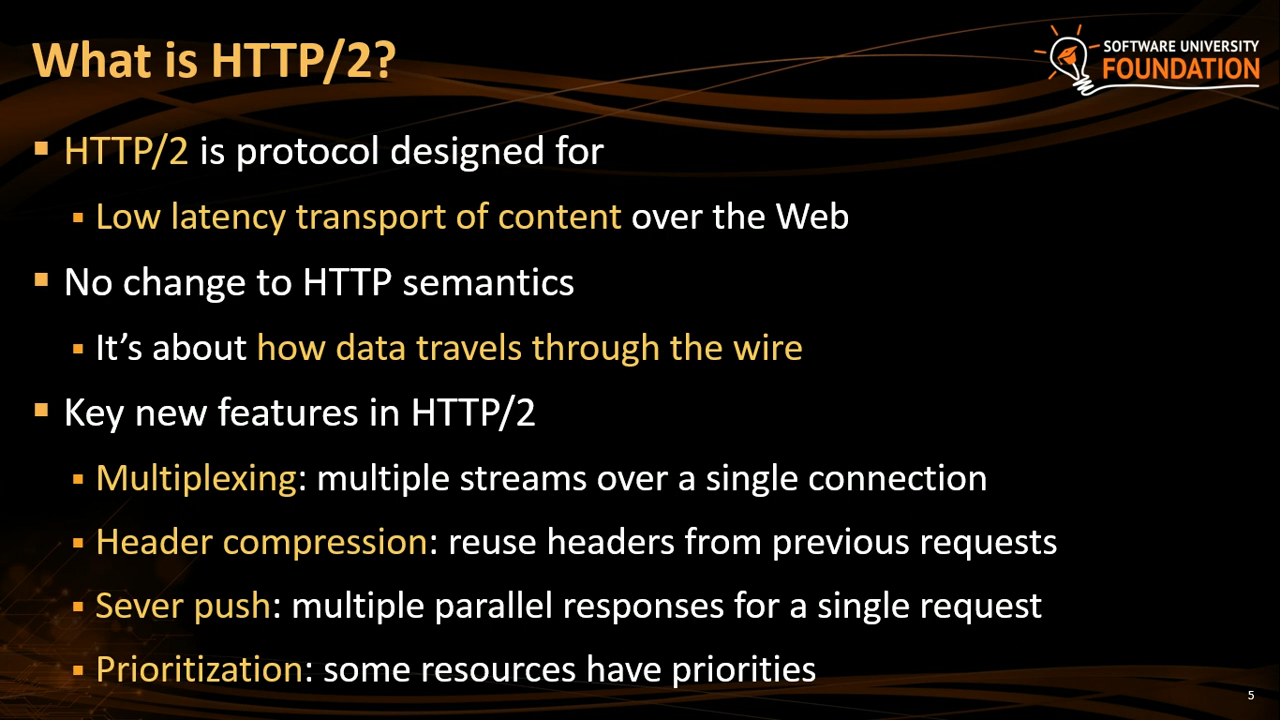 What is HTTP/2?
SOFTWARE UNIVERSITY
FOUNDATION
HTTP/2 is protocol designed for
Low latency transport of content over the Web
No change to HTTP semantics
It’s about how data travels through the wire
Key new features in HTTP/2
Multiplexing: multiple streams over a single connection
Header compression: reuse headers from previous requests
Sever push: multiple parallel responses for a single request
Prioritization: some resources have priorities
5